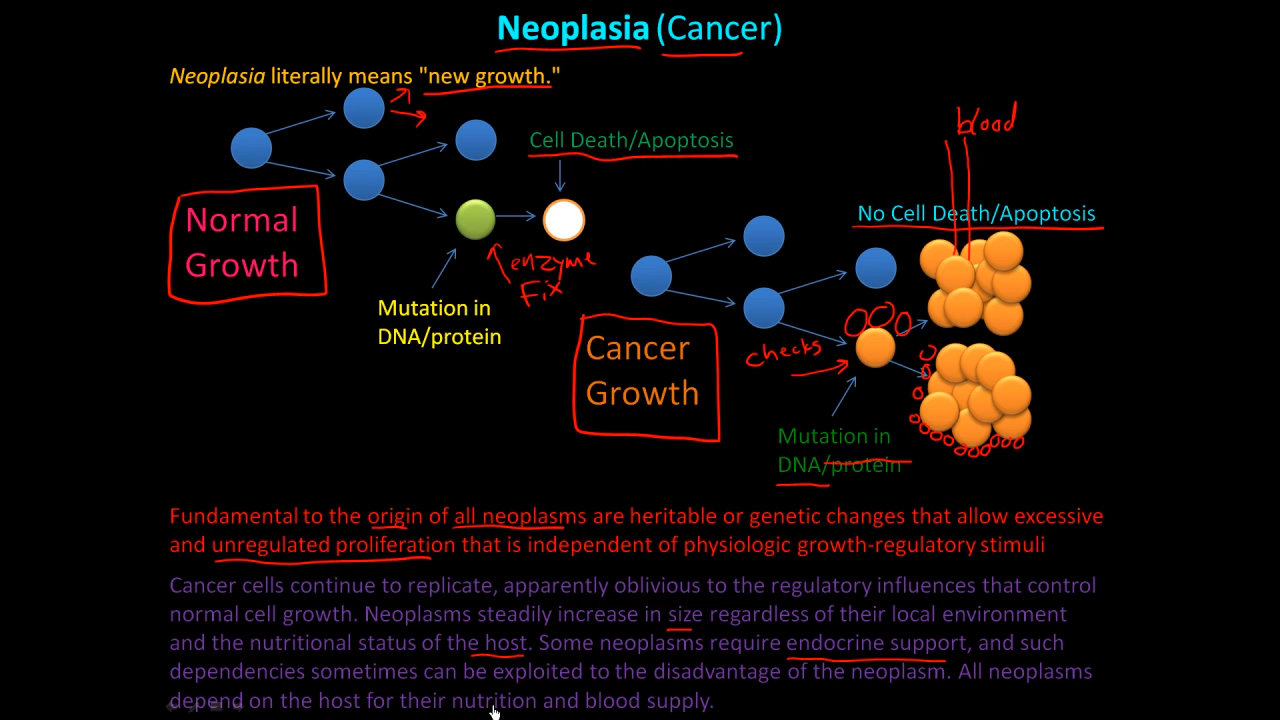 Neoplasia (Cancer)
Neoplasia literally means "new growth."
blood
Cell Death/Apoptosis
No Cell Death/Apoptosis
Normal
Growth
enzyme
Fix
Mutation in
DNA/protein
Cancer
Growth
checks
Mutation in
DNA/protein
Fundamental to the origin of all neoplasms are heritable or genetic changes that allow excessive
and unregulated proliferation that is independent of physiologic growth-regulatory stimuli
Cancer cells continue to replicate, apparently oblivious to the regulatory influences that control
normal cell growth. Neoplasms steadily increase in size regardless of their local environment
and the nutritional status of the host. Some neoplasms require endocrine support, and such
dependencies sometimes can be exploited to the disadvantage of the neoplasm. All neoplasms
depend on the host for their nutrition and blood supply.